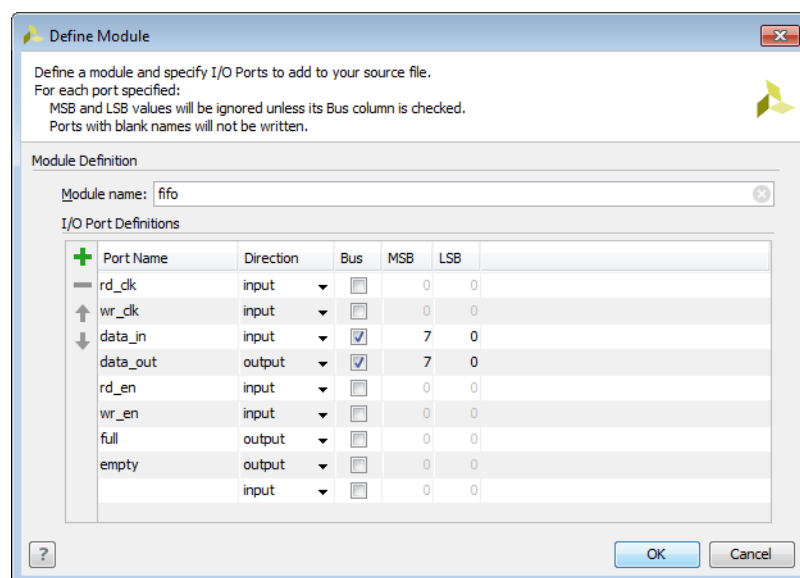 Define Module
Define a module and specify I/O Ports to add to your source file.
For each port specified:
MSB and LSB values will be ignored unless its Bus column is checked.
Ports with blank names will not be written.
Module Definition
Module name: fifo
I/O Port Definitions
Port Name Direction Bus MSB LSB
rd_clk input 0 0
wr_clk input 0 0
data_in input 7 0
data_out output 7 0
rd_en input 0 0
wr_en input 0 0
full output 0 0
empty output 0 0
input 0 0
? OK Cancel